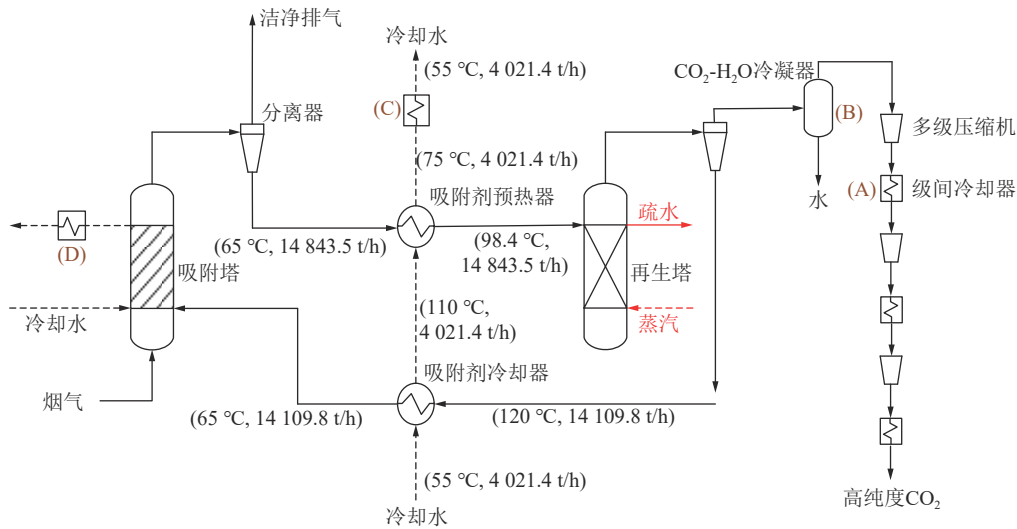 洁净排气
冷却水
(55 ℃, 4 021.4 t/h)
CO₂-H₂O冷凝器
(C)
(B)
分离器
多级压缩机
(75 ℃, 4 021.4 t/h)
(A)
级间冷却器
水
吸附剂预热器
疏水
(D)
(65 ℃, 14 843.5 t/h)
(98.4 ℃,
14 843.5 t/h)
吸附塔
再生塔
(110 ℃,
4 021.4 t/h)
冷却水
蒸汽
吸附剂冷却器
烟气
(65 ℃, 14 109.8 t/h)
(120 ℃, 14 109.8 t/h)
(55 ℃, 4 021.4 t/h)
冷却水
高纯度CO₂